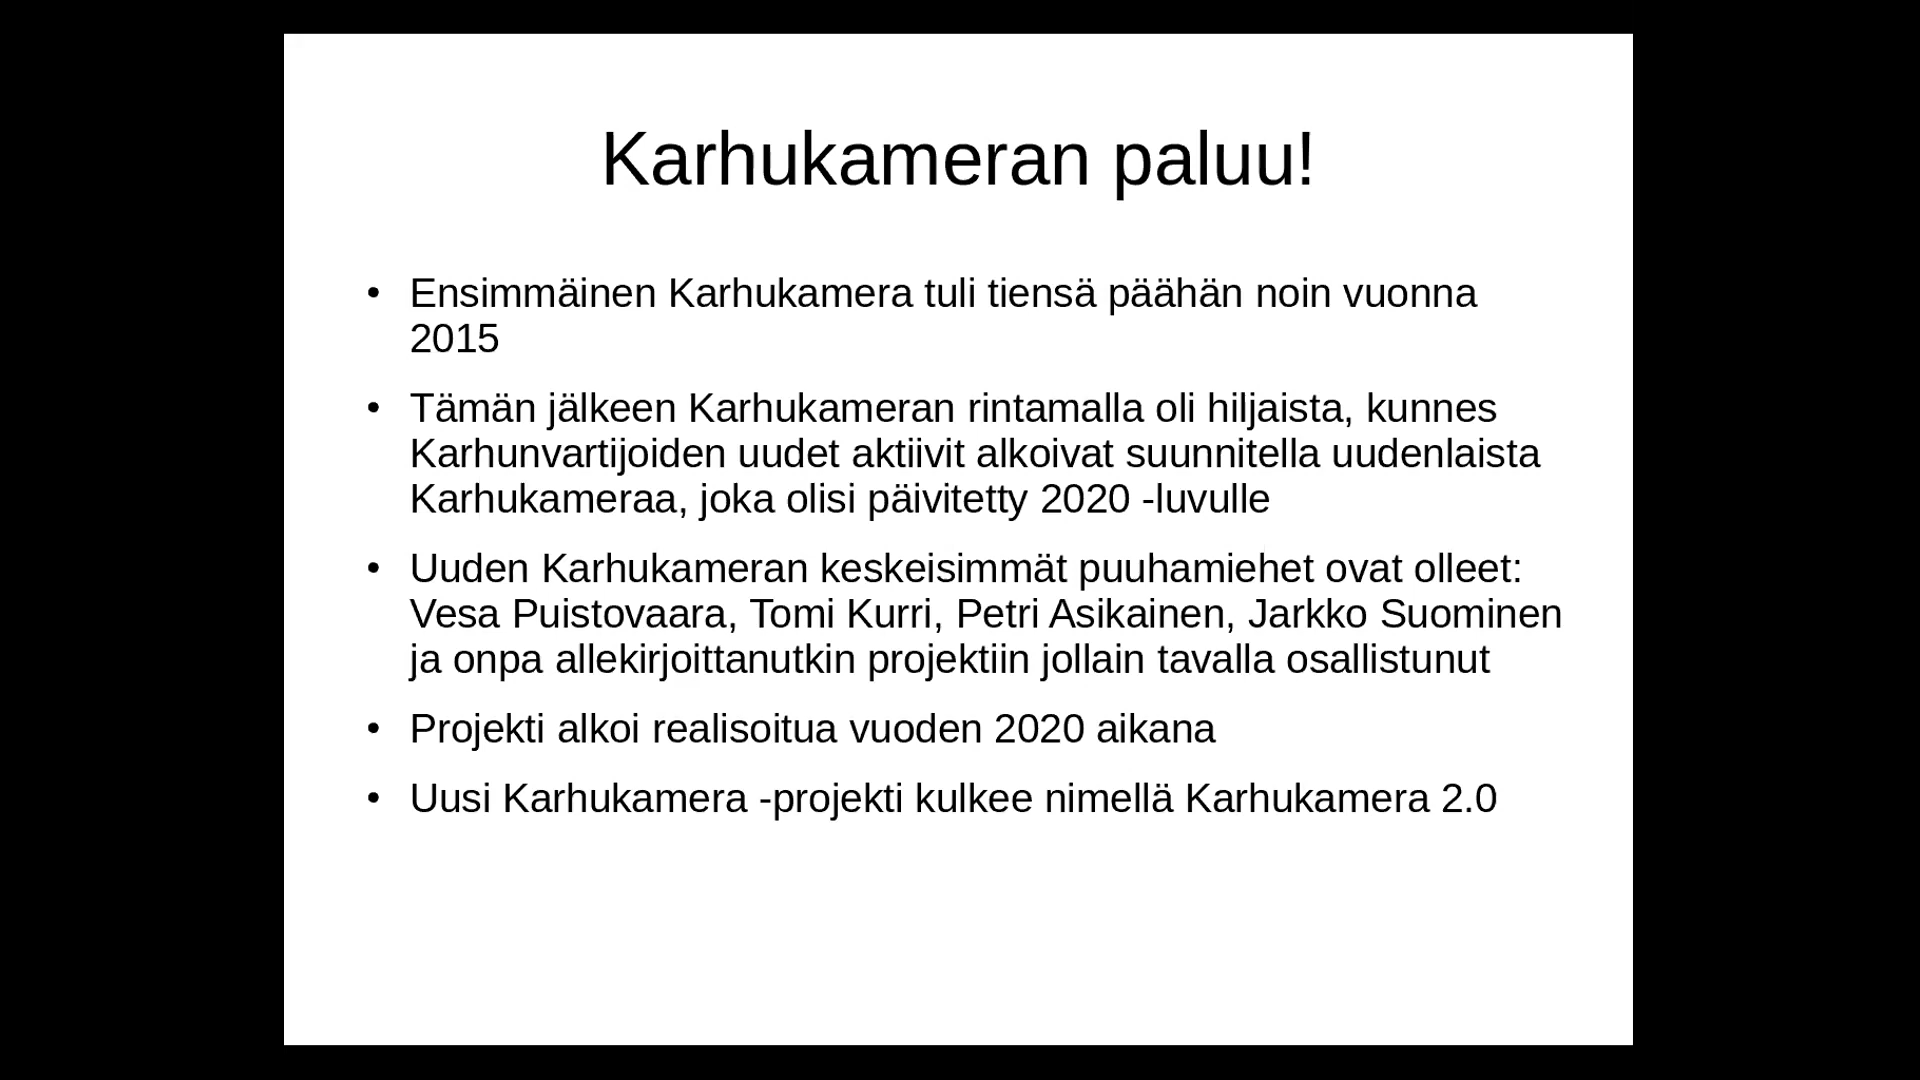 Karhukameran paluu!
• Ensimmäinen Karhukamera tuli tiensä päähän noin vuonna
2015
• Tämän jälkeen Karhukameran rintamalla oli hiljaista, kunnes
Karhunvartijoiden uudet aktiivit alkoivat suunnitella uudenlaista
Karhukameraa, joka olisi päivitetty 2020 -luvulle
• Uuden Karhukameran keskeisimmät puuhamiehet ovat olleet:
Vesa Puistovaara, Tomi Kurri, Petri Asikainen, Jarkko Suominen
ja onpa allekirjoittanutkin projektiin jollain tavalla osallistunut
• Projekti alkoi realisoitua vuoden 2020 aikana
• Uusi Karhukamera -projekti kulkee nimellä Karhukamera 2.0